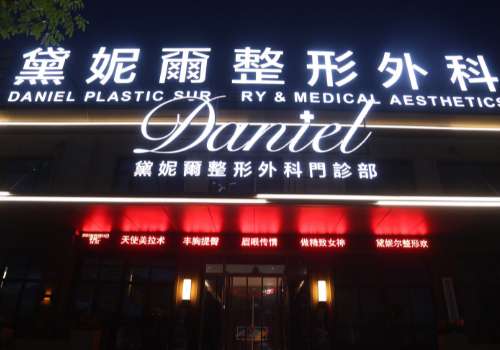 黛妮爾整形外科
DANIEL PLASTIC SUR RY & MEDICAL AESTHETICS
Daniel
黛妮爾整形外科門診部
天使美拉术 丰胸提臀 眉眼传情 做精致女神 黛妮尔整形欢